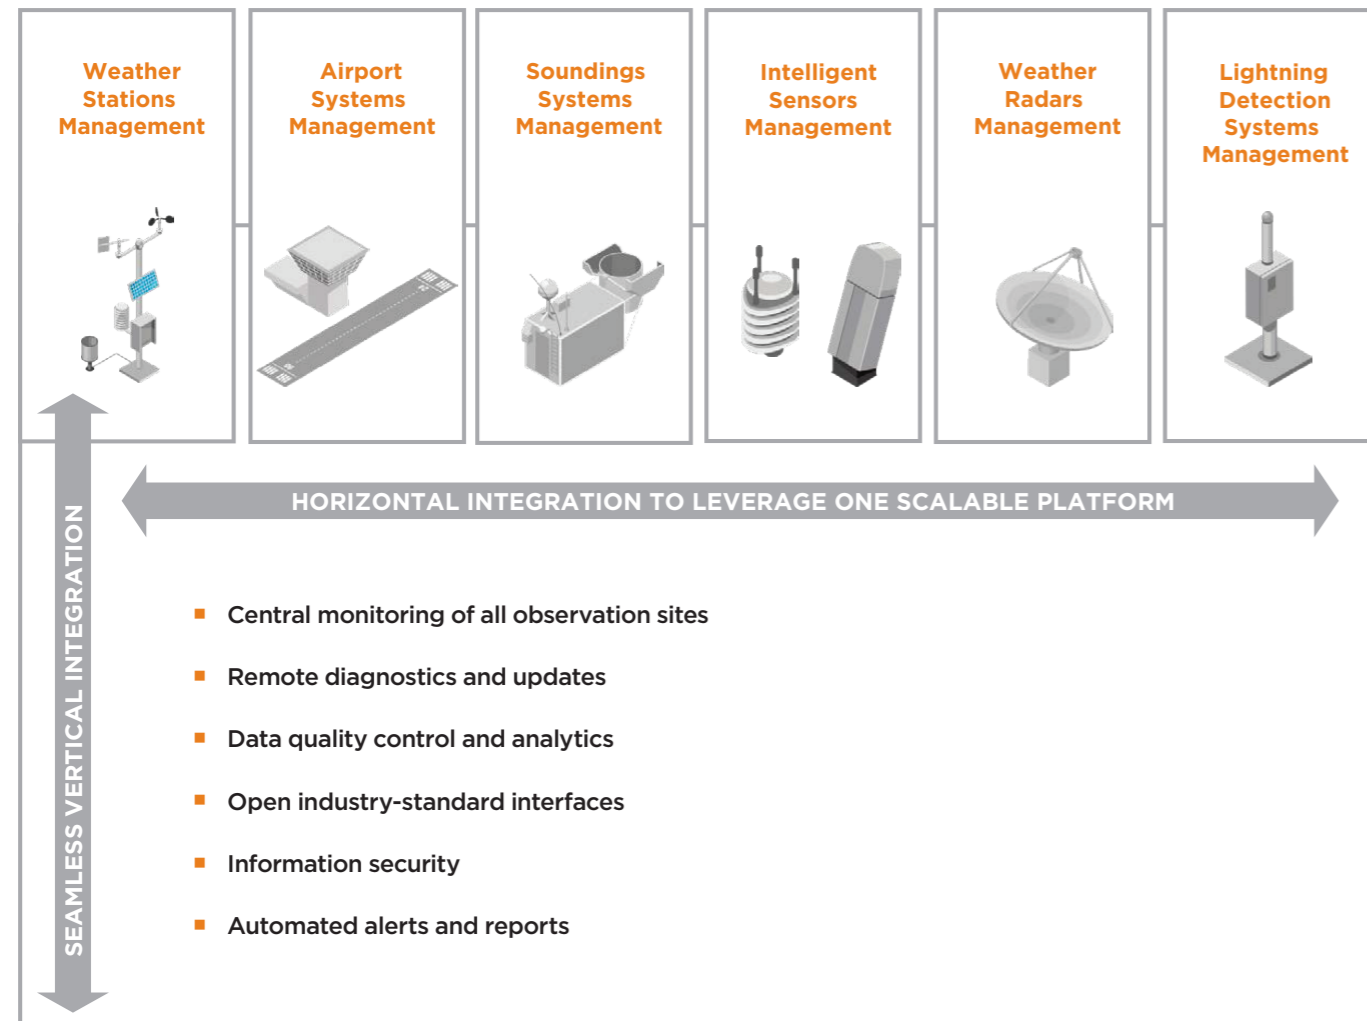 Weather
Stations
Management
Airport
Systems
Management
Soundings
Systems
Management
Intelligent
Sensors
Management
Weather
Radars
Management
Lightning
Detection
Systems
Management
HORIZONTAL INTEGRATION TO LEVERAGE ONE SCALABLE PLATFORM
SEAMLESS VERTICAL INTEGRATION
Central monitoring of all observation sites
Remote diagnostics and updates
Data quality control and analytics
Open industry-standard interfaces
Information security
Automated alerts and reports